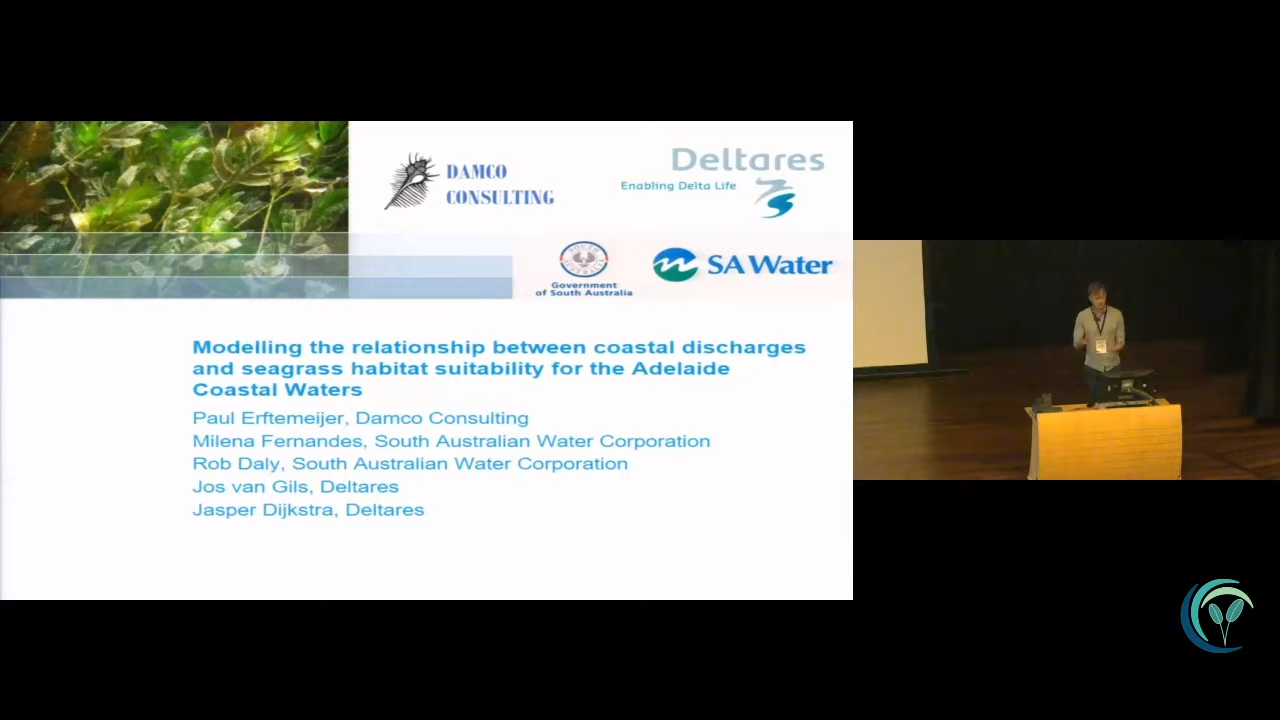 DAMCO
CONSULTING
Deltares
Enabling Delta Life
SOUTH
AUSTRALIA
Government
of South Australia
SA Water
Modelling the relationship between coastal discharges
and seagrass habitat suitability for the Adelaide
Coastal Waters
Paul Erftemeijer, Damco Consulting
Milena Fernandes, South Australian Water Corporation
Rob Daly, South Australian Water Corporation
Jos van Gils, Deltares
Jasper Dijkstra, Deltares